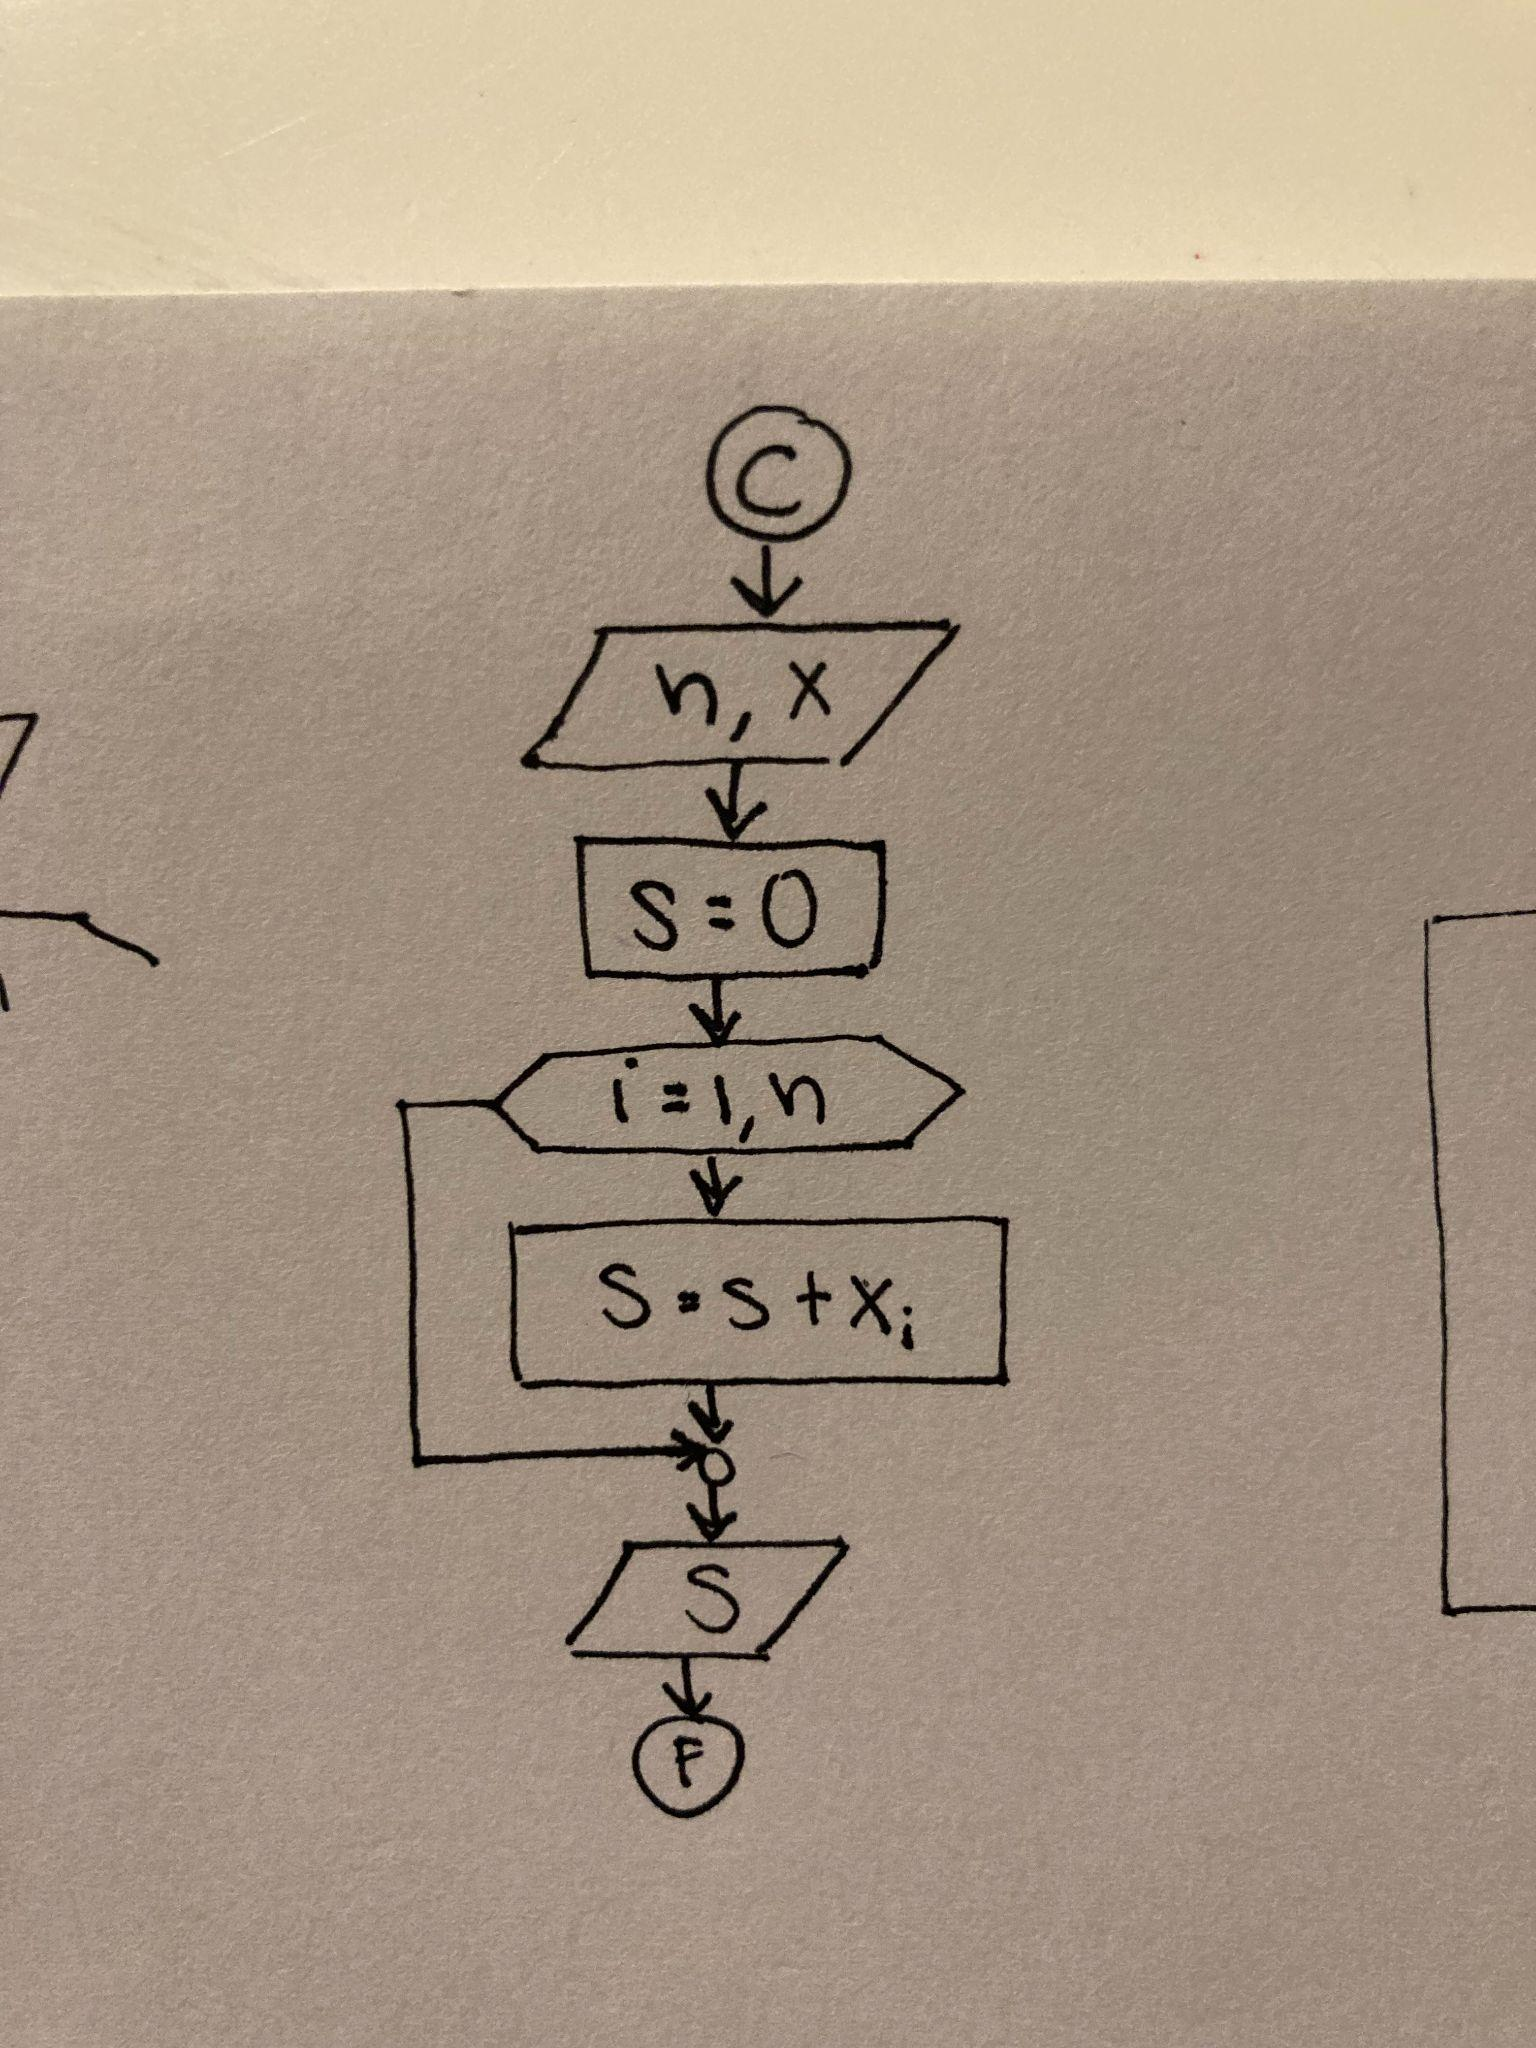 C
n, x
S = 0
i = 1, n
S = S + xᵢ
S
F